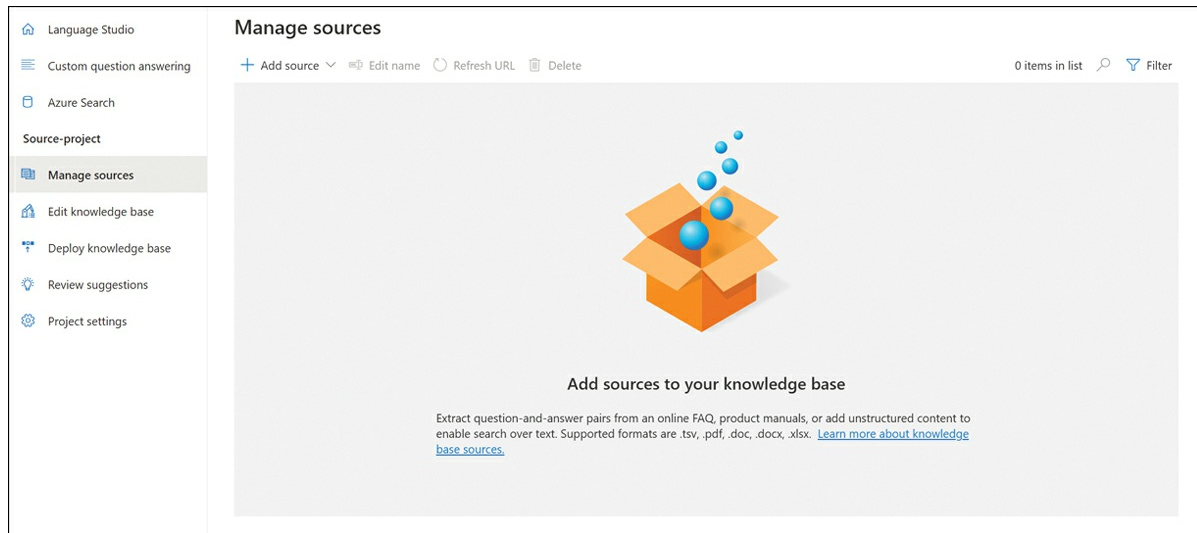 Language Studio
Custom question answering
Azure Search
Source-project
Manage sources
Edit knowledge base
Deploy knowledge base
Review suggestions
Project settings
Manage sources
Add source
Edit name
Refresh URL
Delete
0 items in list
Filter
Add sources to your knowledge base
Extract question-and-answer pairs from an online FAQ, product manuals, or add unstructured content to
enable search over text. Supported formats are .tsv, .pdf, .doc, .docx, .xlsx. Learn more about knowledge
base sources.